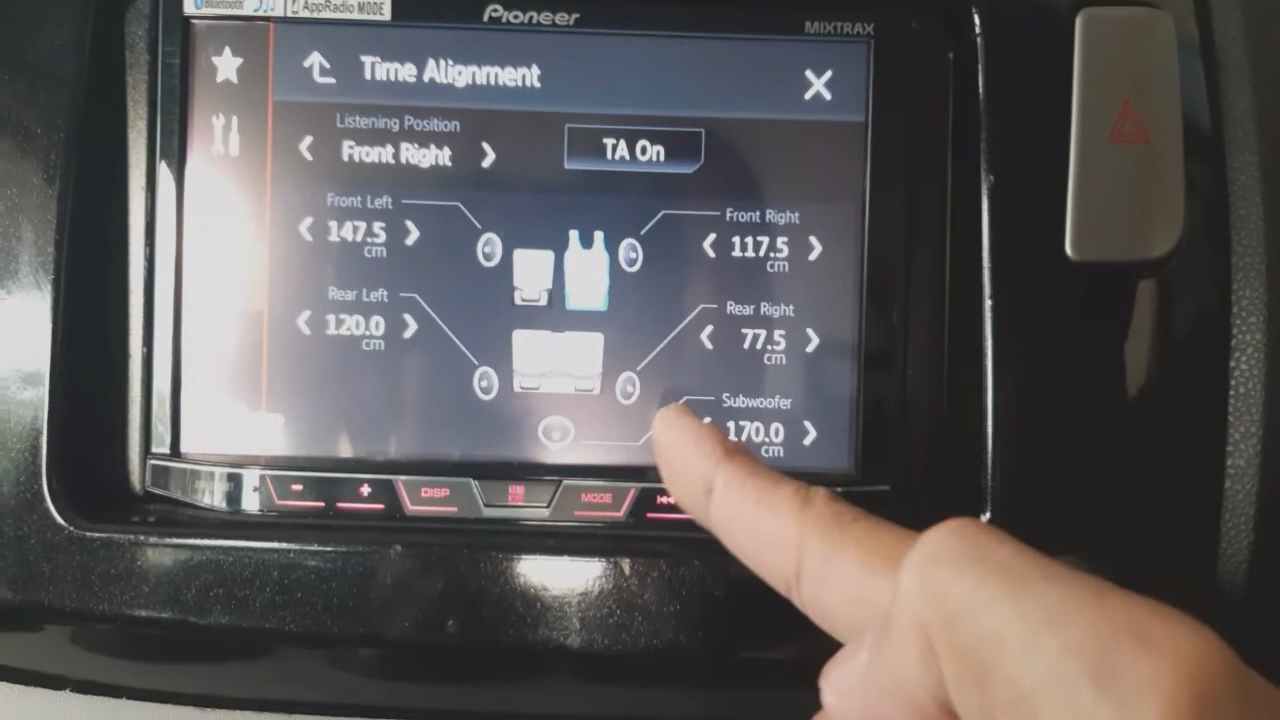 Bluetooth
AppRadio MODE
Pioneer
MIXTRAX
Time Alignment
Listening Position
Front Right
TA On
Front Left
147.5
cm
Front Right
117.5
cm
Rear Left
120.0
cm
Rear Right
77.5
cm
Subwoofer
170.0
cm
DISP
MODE